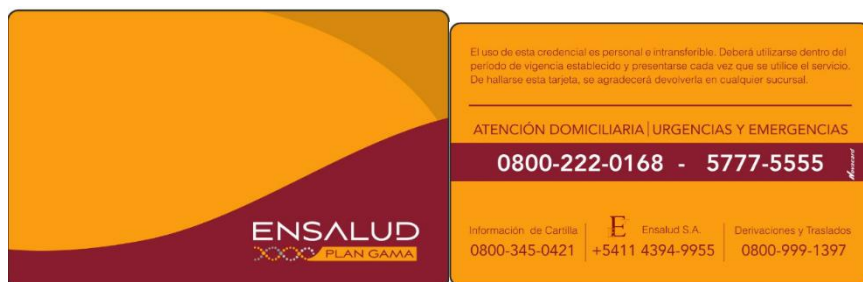 ENSALUD
PLAN GAMA
El uso de esta credencial es personal e intransferible. Deberá utilizarse dentro del
período de vigencia establecido y presentarse cada vez que se utilice el servicio.
De hallarse esta tarjeta, se agradecerá devolverla en cualquier sucursal.
ATENCIÓN DOMICILIARIA | URGENCIAS Y EMERGENCIAS
0800-222-0168 - 5777-5555
Información de Cartilla
0800-345-0421
E Ensalud S.A.
+5411 4394-9955
Derivaciones y Traslados
0800-999-1397